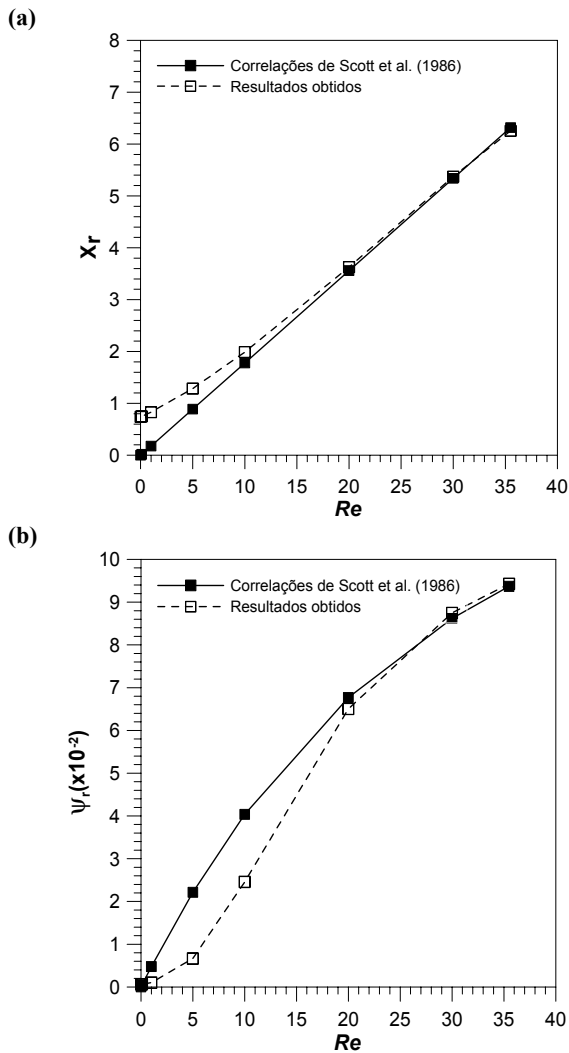 (a)
8
7
6
5
4
3
2
1
0
Xr
Correlações de Scott et al. (1986)
Resultados obtidos
0 5 10 15 20 25 30 35 40
Re
(b)
10
9
8
7
6
5
4
3
2
1
0
ψr(x10-2)
Correlações de Scott et al. (1986)
Resultados obtidos
0 5 10 15 20 25 30 35 40
Re